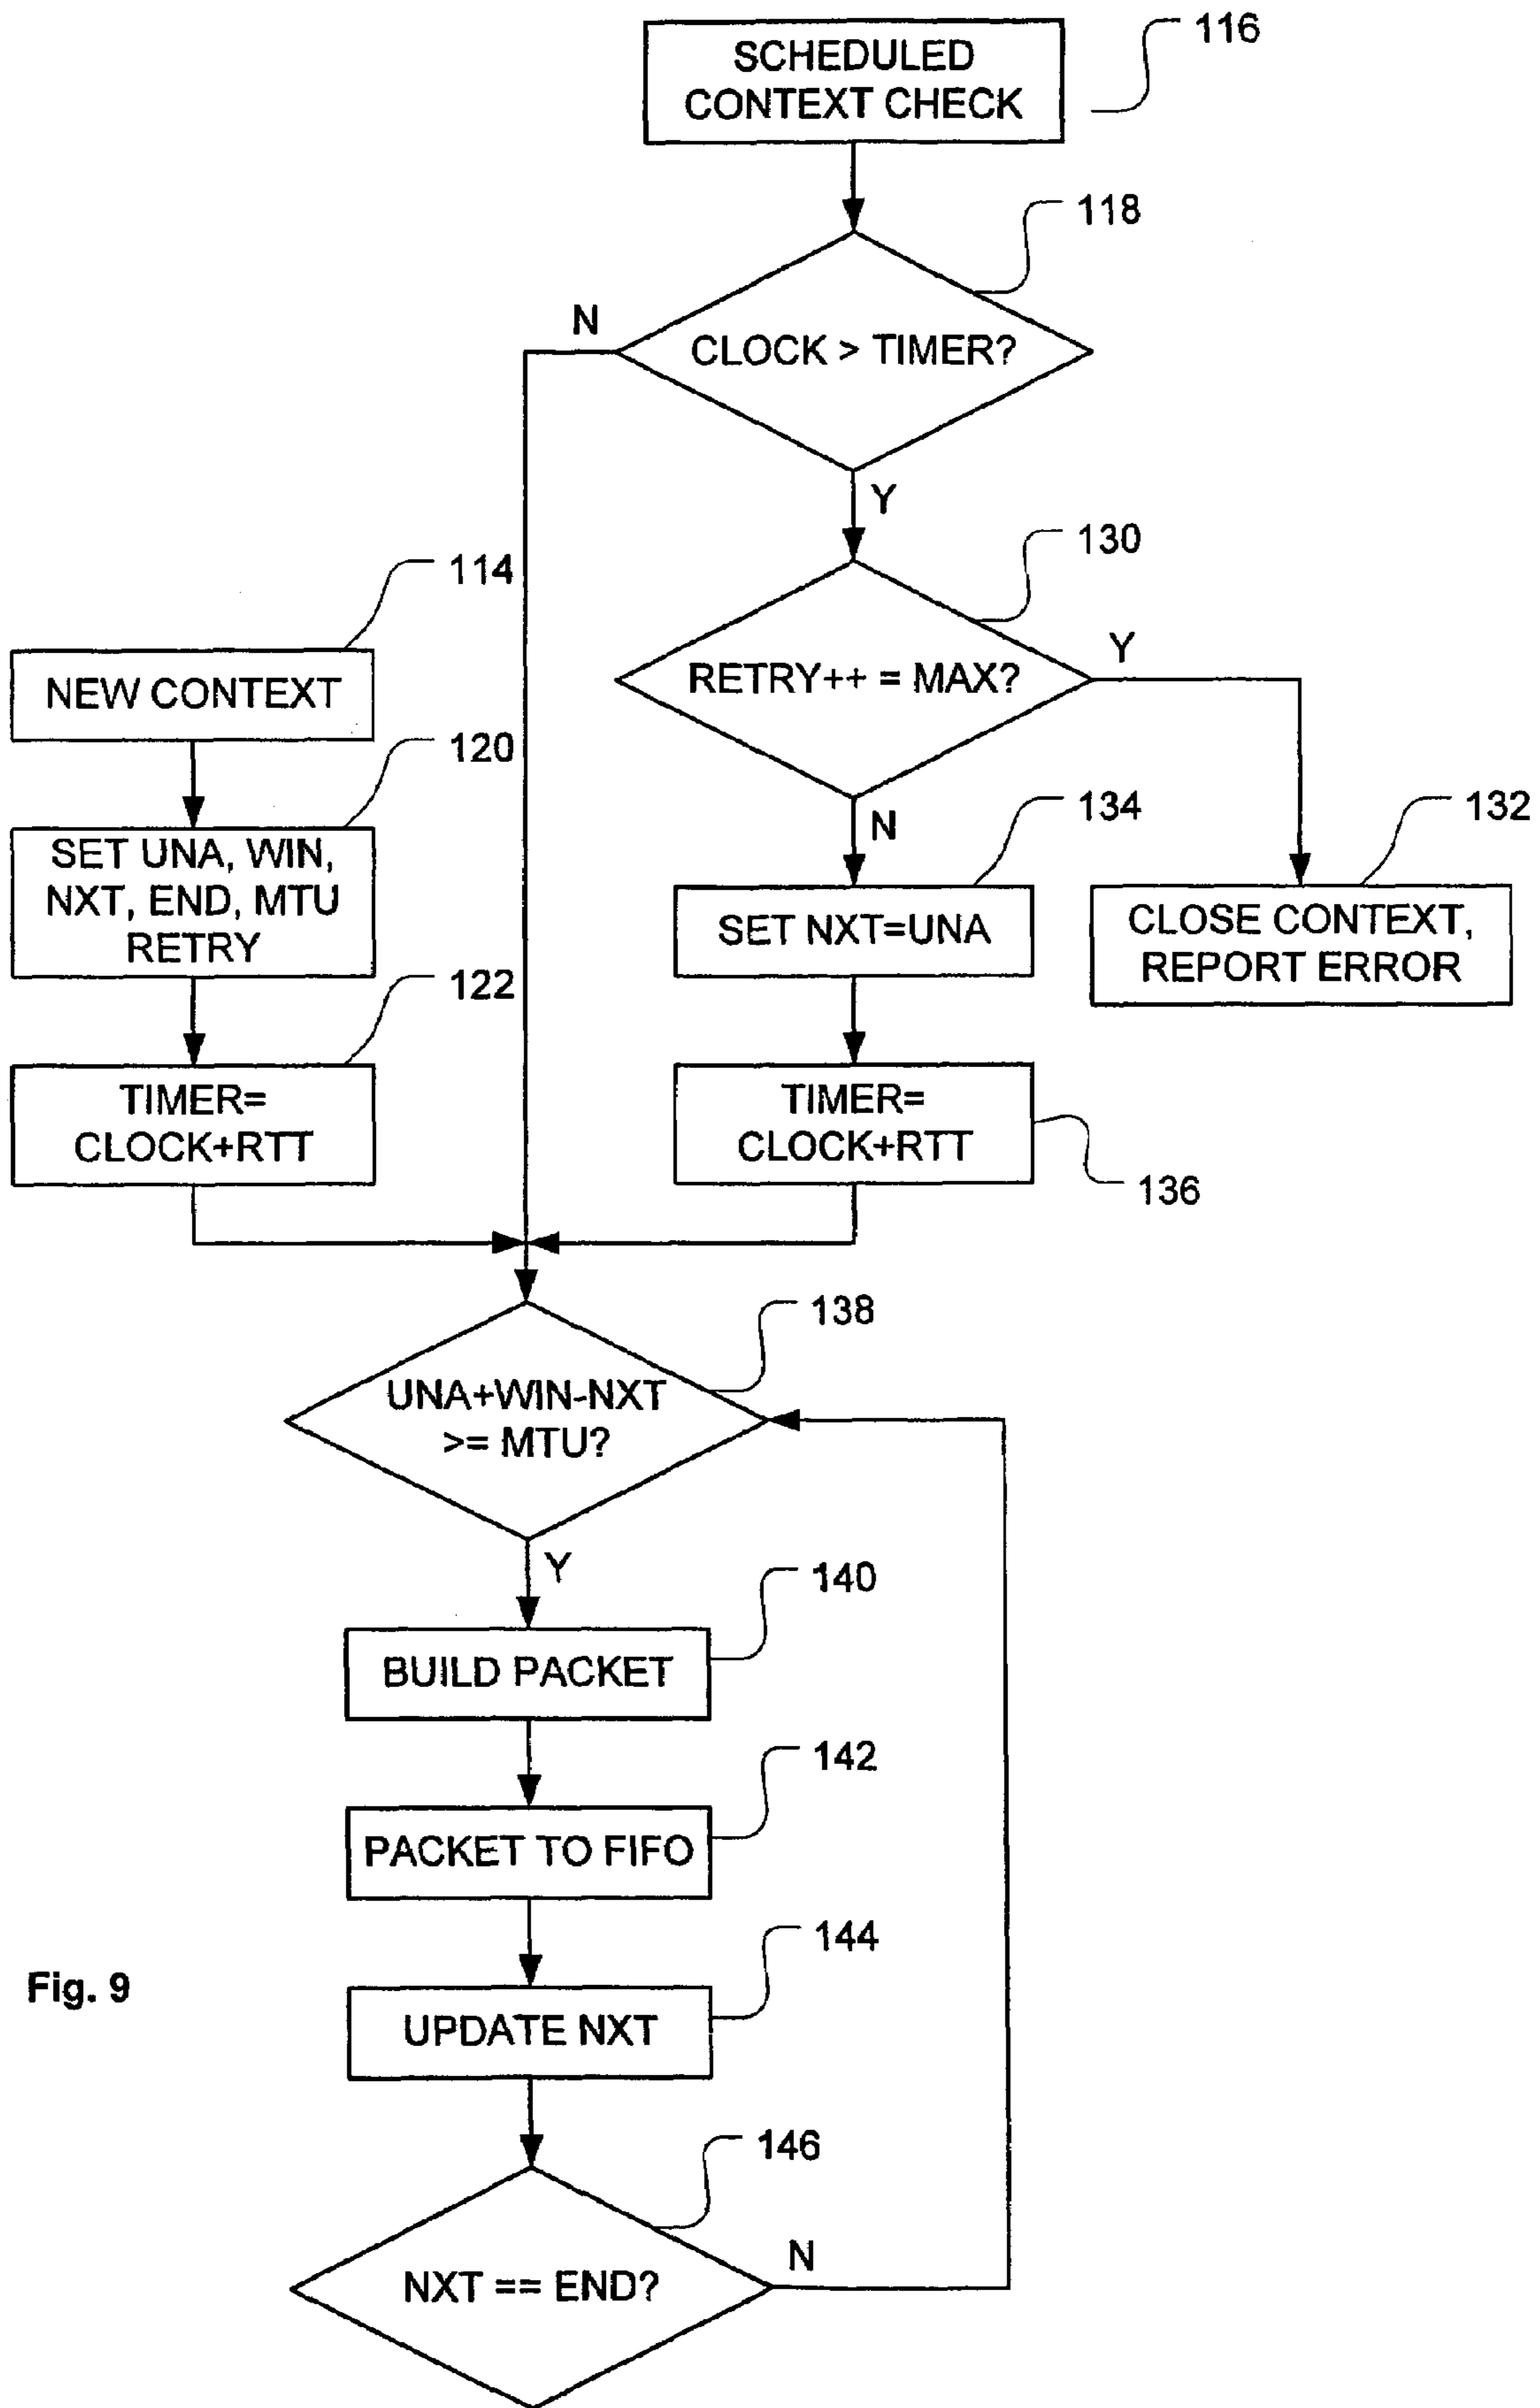 SCHEDULED
CONTEXT CHECK
116
118
CLOCK > TIMER?
N
Y
130
RETRY++ = MAX?
Y
N
114
NEW CONTEXT
120
SET UNA, WIN,
NXT, END, MTU
RETRY
122
TIMER=
CLOCK+RTT
134
SET NXT=UNA
132
CLOSE CONTEXT,
REPORT ERROR
TIMER=
CLOCK+RTT
136
138
UNA+WIN-NXT
>= MTU?
Y
140
BUILD PACKET
142
PACKET TO FIFO
144
UPDATE NXT
Fig. 9
146
NXT == END?
N